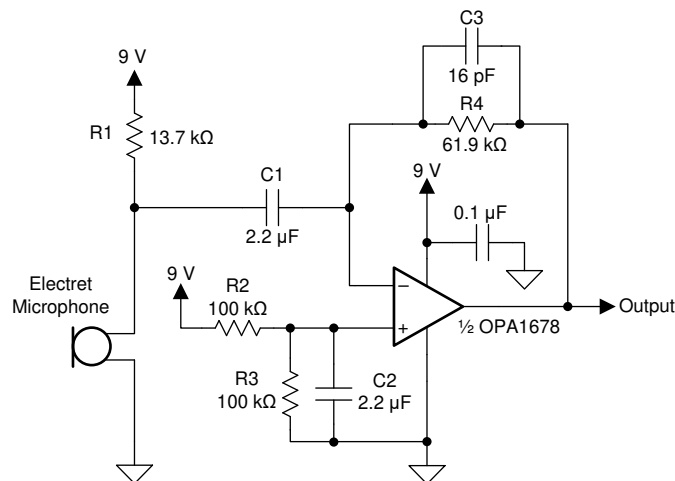 C3
16 pF
R4
61.9 kΩ
9 V
R1
13.7 kΩ
C1
2.2 µF
9 V
0.1 µF
Electret
Microphone
9 V
R2
100 kΩ
−
+
½ OPA1678
Output
R3
100 kΩ
C2
2.2 µF